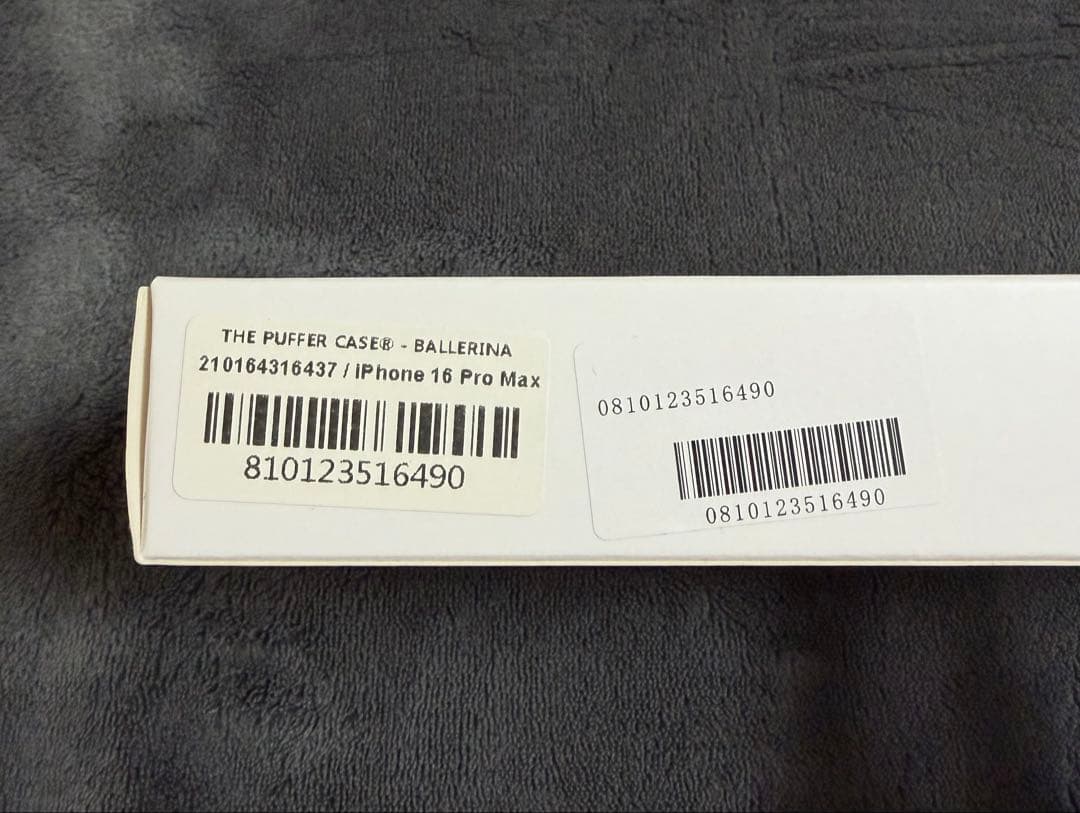 THE PUFFER CASE® - BALLERINA
210164316437 / iPhone 16 Pro Max
810123516490
0810123516490
0810123516490